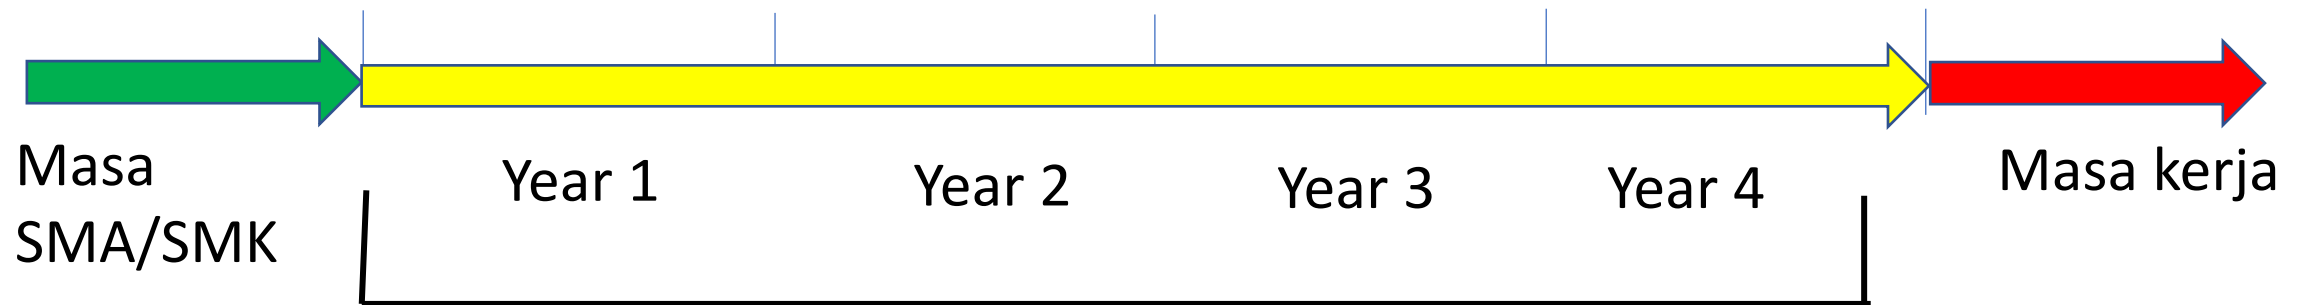 Masa
SMA/SMK
Year 1
Year 2
Year 3
Year 4
Masa kerja